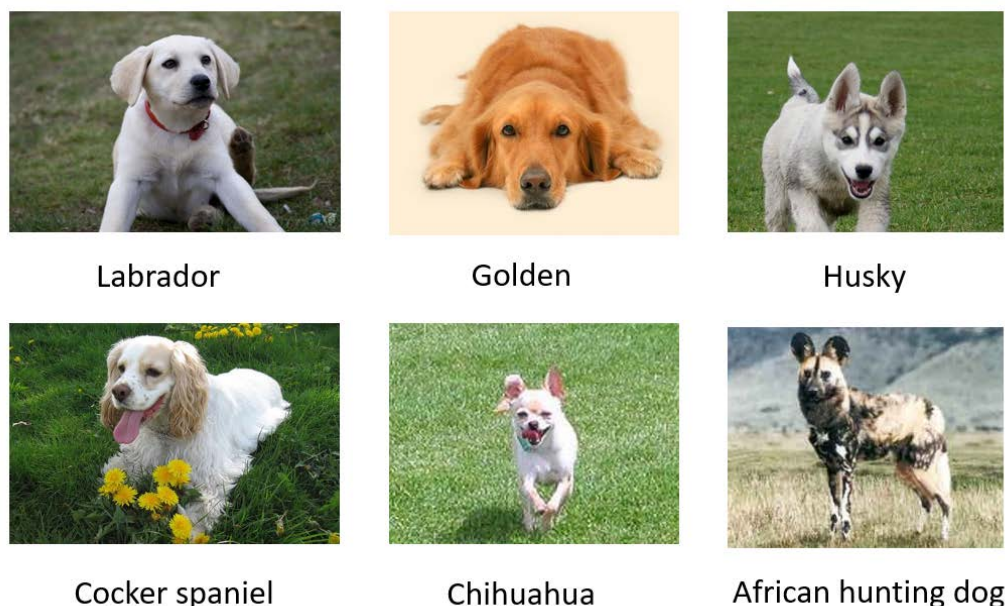 Labrador
Golden
Husky
Cocker spaniel
Chihuahua
African hunting dog